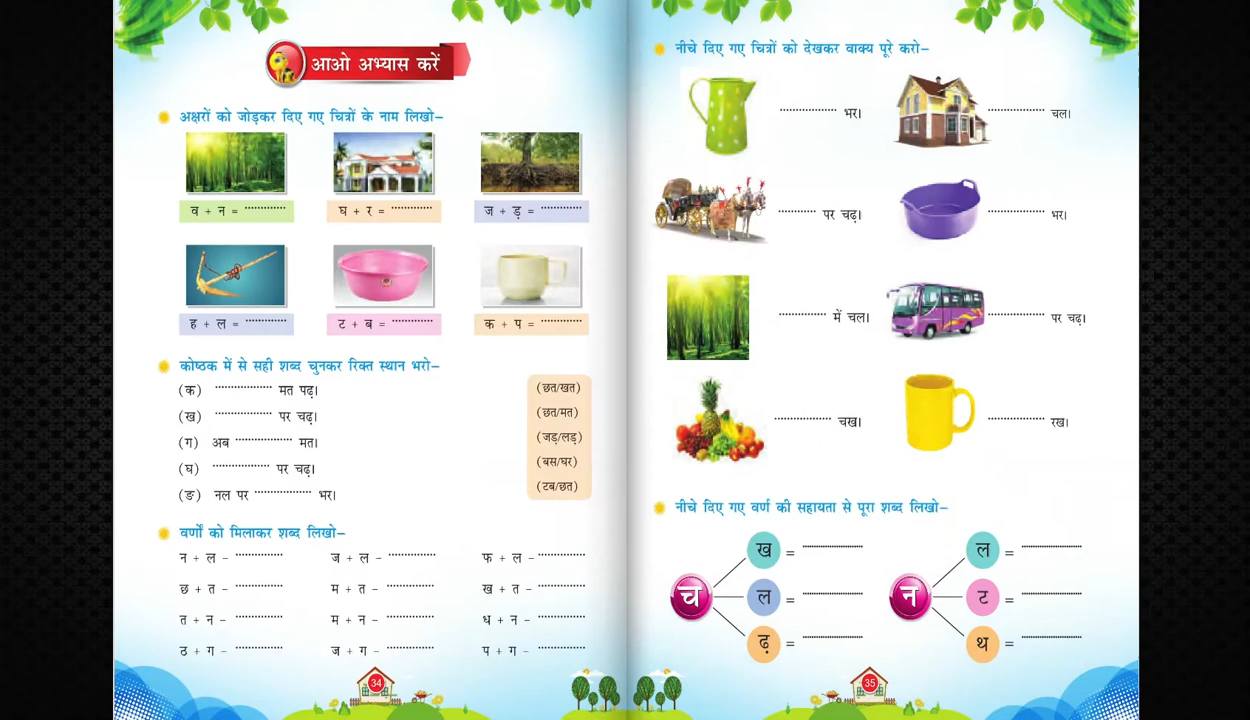 आओ अभ्यास करें
अक्षरों को जोड़कर दिए गए चित्रों के नाम लिखो–
व + न = ............
घ + र = ............
ज + ड़ = ............
ह + ल = ............
ट + ब = ............
क + प = ............
कोष्ठक में से सही शब्द चुनकर रिक्त स्थान भरो–
(क) ................. मत पढ़। (छत/खत)
(ख) ................. पर चढ़। (छत/मत)
(ग) अब ................. मत। (जड़/लड़)
(घ) ................. पर चढ़। (बस/घर)
(ङ) नल पर ................. भर। (टब/छत)
वर्णों को मिलाकर शब्द लिखो–
न + ल – ............... ज + ल – ............... फ + ल – ...............
छ + त – ............... म + त – ............... ख + त – ...............
त + न – ............... म + न – ............... ध + न – ...............
ठ + ग – ............... ज + ग – ............... प + ग – ...............
34
नीचे दिए गए चित्रों को देखकर वाक्य पूरे करो–
................. भर। ................. चल।
............ पर चढ़। ................. भर।
.............. में चल। ................. पर चढ़।
................. चख। ................. रख।
नीचे दिए गए वर्ण की सहायता से पूरा शब्द लिखो–
च
ख = ..................
ल = ..................
ढ़ = ..................
न
ल = ..................
ट = ..................
थ = ..................
35